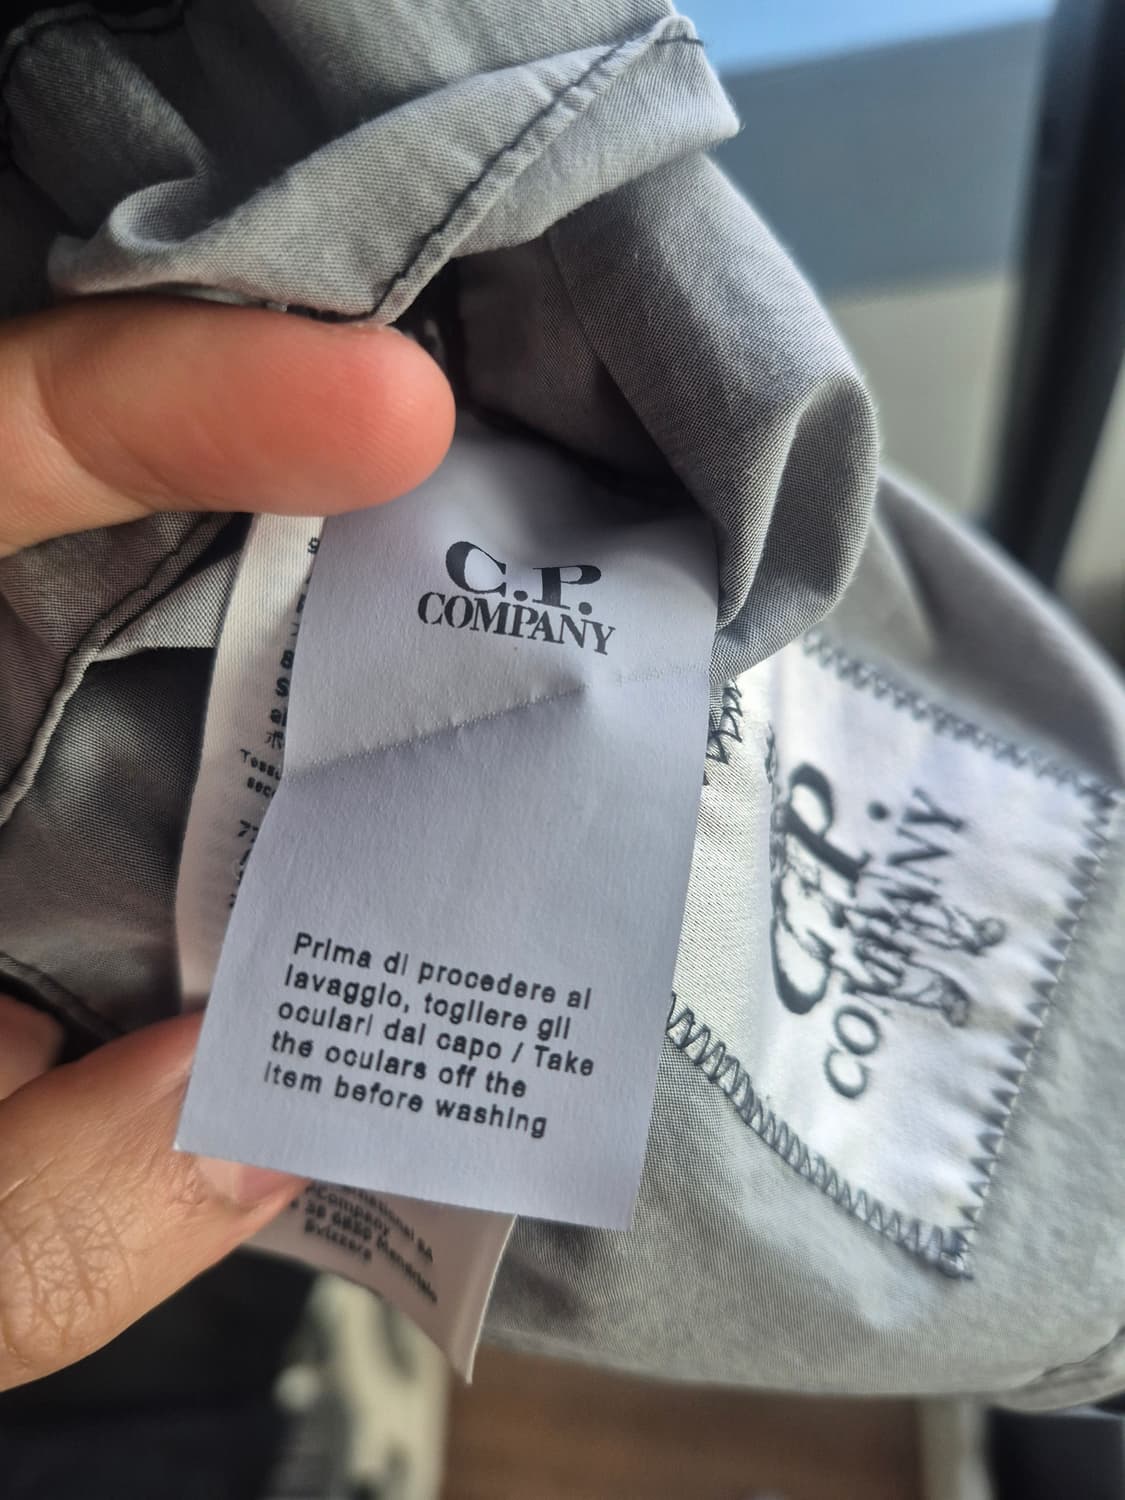 C.P.
COMPANY
Prima di procedere al
lavaggio, togliere gli
oculari dal capo / Take
the oculars off the
item before washing
C.P.
COMPANY
Company